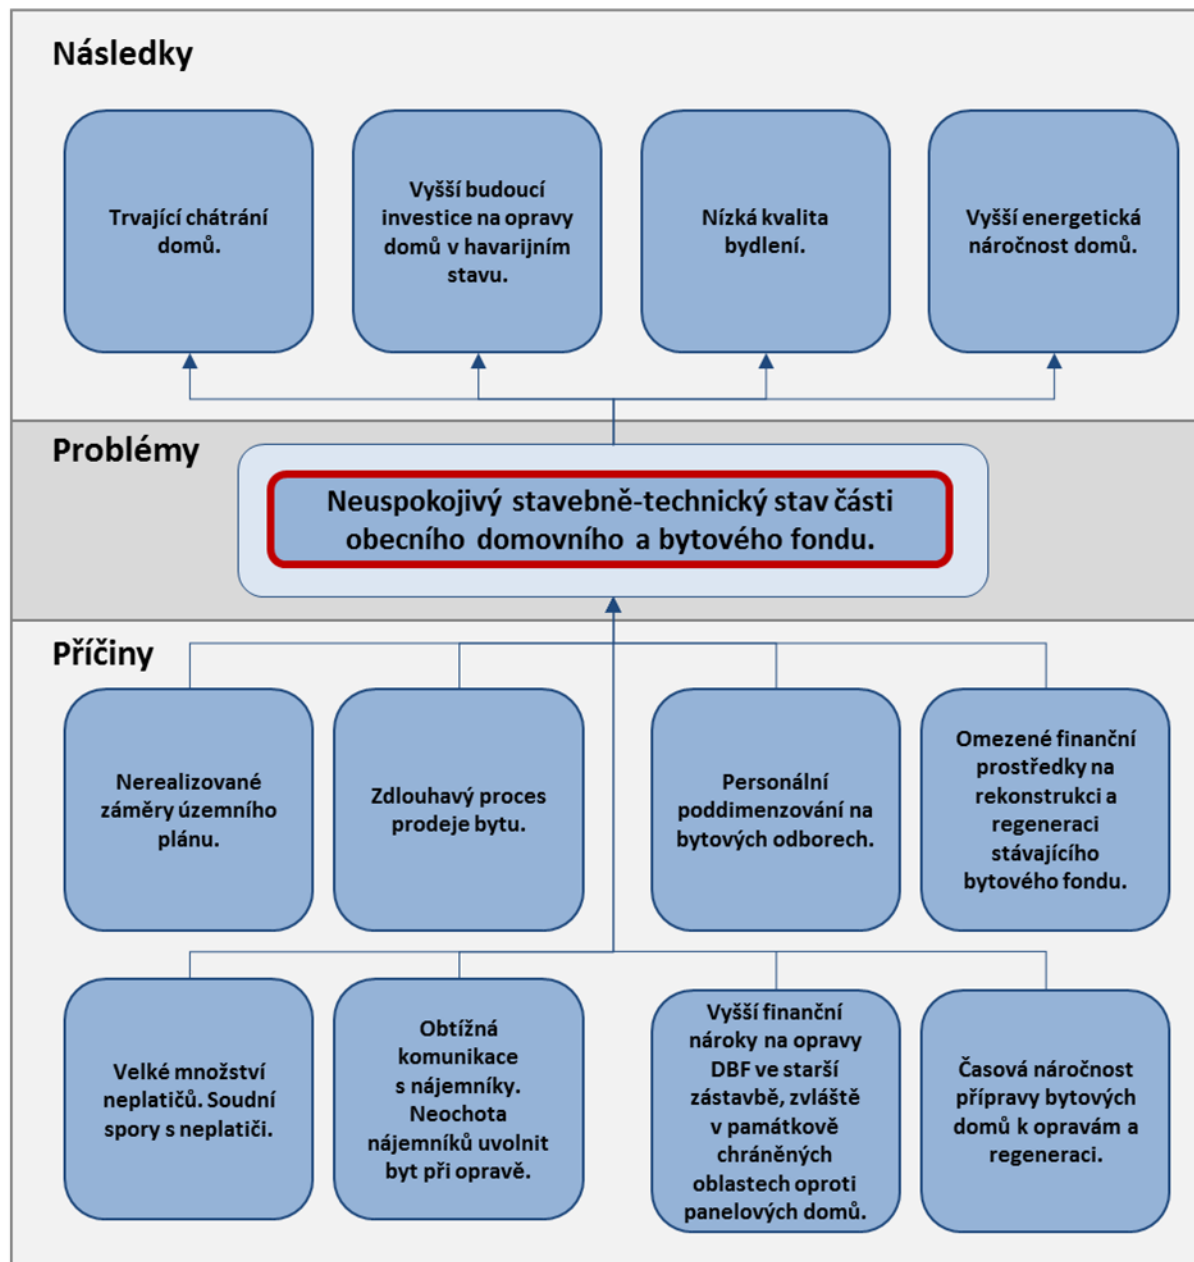 Následky
Trvající chátrání
domů.
Vyšší budoucí
investice na opravy
domů v havarijním
stavu.
Nízká kvalita
bydlení.
Vyšší energetická
náročnost domů.
Problémy
Neuspokojivý stavebně-technický stav části
obecního domovního a bytového fondu.
Příčiny
Nerealizované
záměry územního
plánu.
Zdlouhavý proces
prodeje bytu.
Personální
poddimenzování na
bytových odborech.
Omezené finanční
prostředky na
rekonstrukci a
regeneraci
stávajícího
bytového fondu.
Velké množství
neplatičů. Soudní
spory s neplatiči.
Obtížná
komunikace
s nájemníky.
Neochota
nájemníků uvolnit
byt při opravě.
Vyšší finanční
nároky na opravy
DBF ve starší
zástavbě, zvláště
v památkově
chráněných
oblastech oproti
panelových domů.
Časová náročnost
přípravy bytových
domů k opravám a
regeneraci.